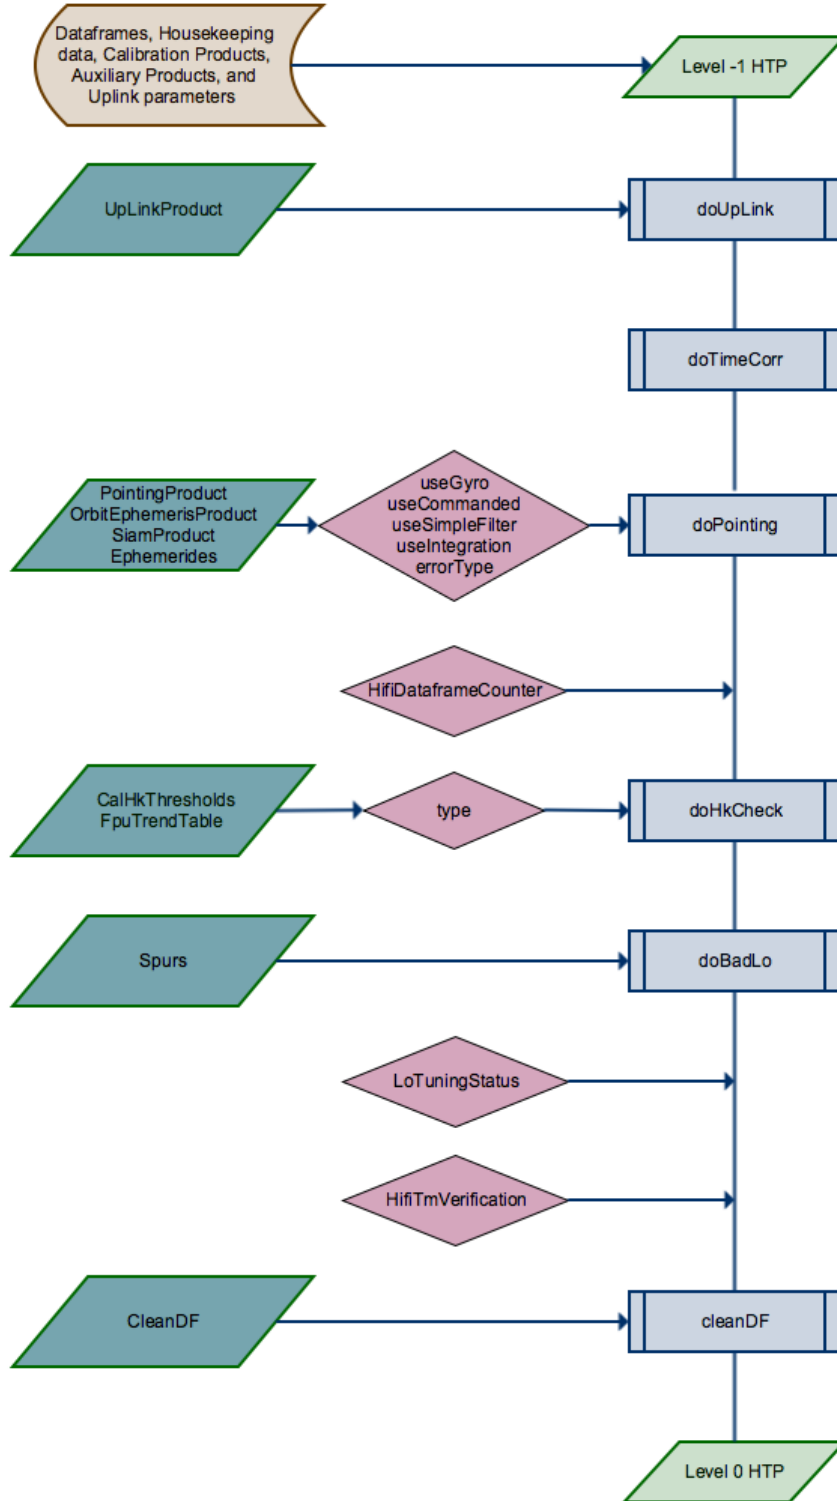 Dataframes, Housekeeping
data, Calibration Products,
Auxiliary Products, and
Uplink parameters
Level -1 HTP
UpLinkProduct
doUpLink
doTimeCorr
PointingProduct
OrbitEphemerisProduct
SiamProduct
Ephemerides
useGyro
useCommanded
useSimpleFilter
useIntegration
errorType
doPointing
HifiDataframeCounter
CalHkThresholds
FpuTrendTable
type
doHkCheck
Spurs
doBadLo
LoTuningStatus
HifiTmVerification
CleanDF
cleanDF
Level 0 HTP